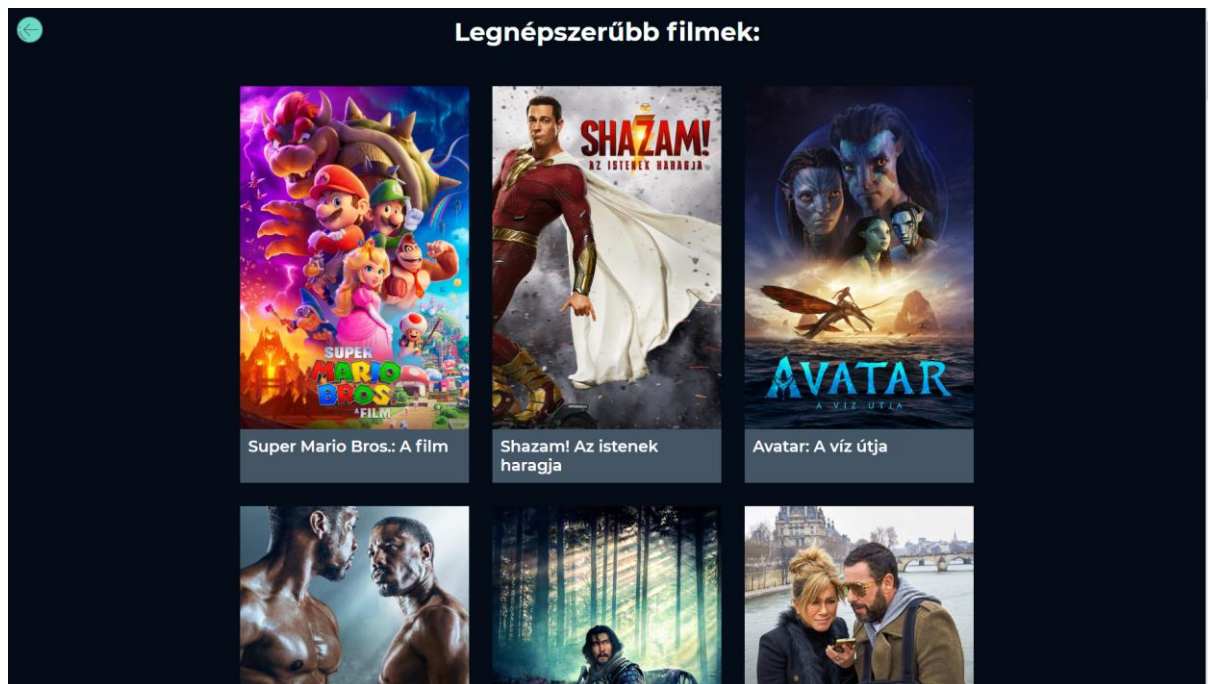 Legnépszerűbb filmek:
SUPER
MARIO
BROS
A FILM
DC
SHAZAM!
AZ ISTENEK HARAGJA
AVATAR
A VÍZ ÚTJA
Super Mario Bros.: A film
Shazam! Az istenek
haragja
Avatar: A víz útja